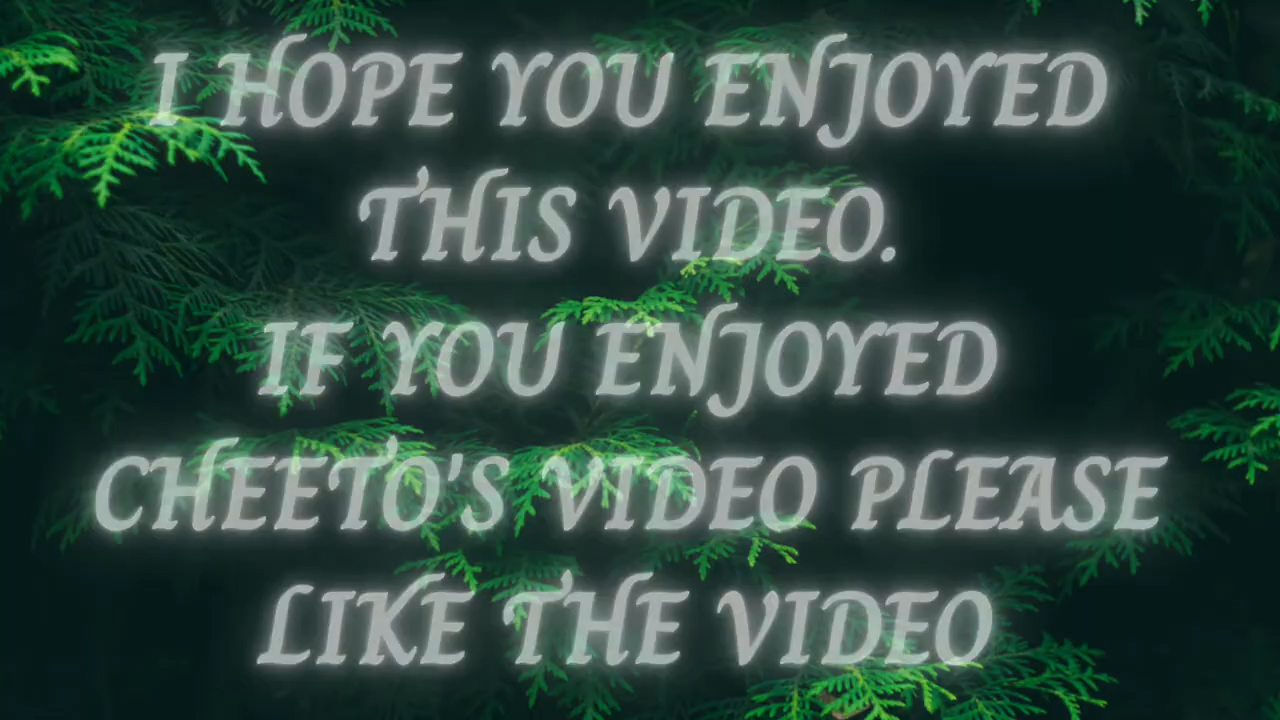 I HOPE YOU ENJOYED
THIS VIDEO.
IF YOU ENJOYED
CHEETO'S VIDEO PLEASE
LIKE THE VIDEO